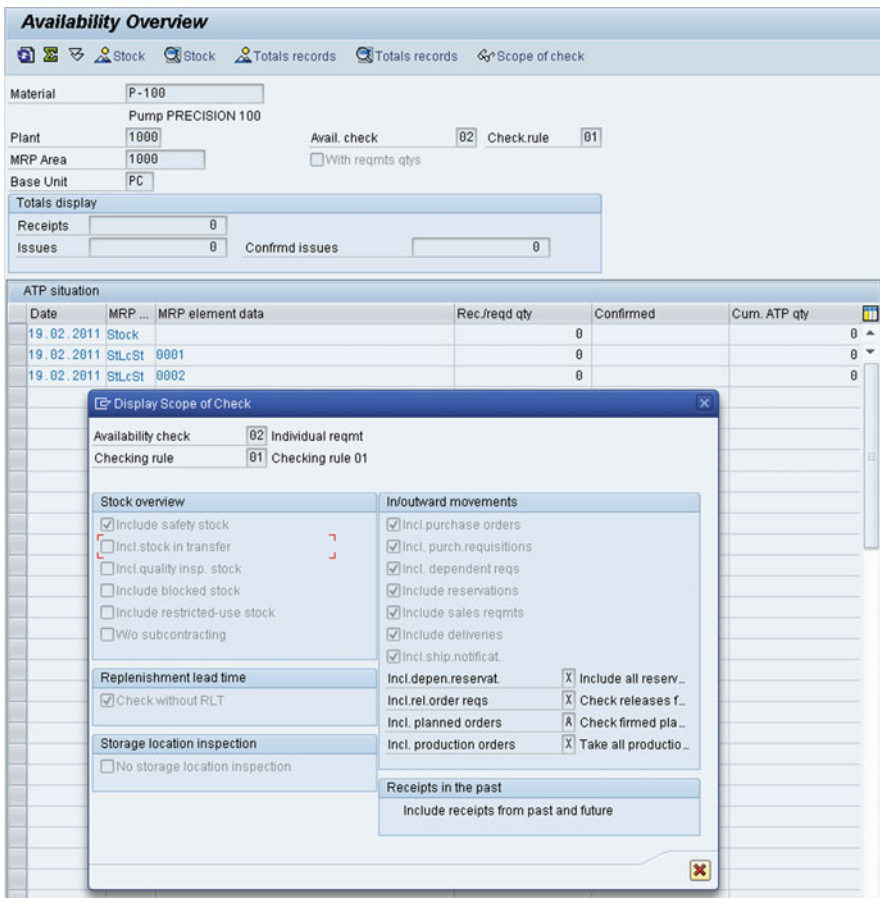 Availability Overview
Stock Stock Totals records Totals records Scope of check
Material P-100
Pump PRECISION 100
Plant 1000 Avail. check 02 Check.rule 01
MRP Area 1000 With reqmts qtys
Base Unit PC
Totals display
Receipts 0
Issues 0 Confrmd issues 0
ATP situation
Date MRP ... MRP element data Rec./reqd qty Confirmed Cum. ATP qty
19.02.2011 Stock 0 0
19.02.2011 StLcSt 0001 0 0
19.02.2011 StLcSt 0002 0 0
Display Scope of Check
Availability check 02 Individual reqmt
Checking rule 01 Checking rule 01
Stock overview
Include safety stock
Incl.stock in transfer
Incl.quality insp. stock
Include blocked stock
Include restricted-use stock
W/o subcontracting
Replenishment lead time
Check without RLT
Storage location inspection
No storage location inspection
In/outward movements
Incl.purchase orders
Incl. purch.requisitions
Incl. dependent reqs
Include reservations
Include sales reqmts
Include deliveries
Incl.ship.notificat.
Incl.depen.reservat. X Include all reserv...
Incl.rel.order reqs X Check releases f...
Incl. planned orders A Check firmed pla...
Incl. production orders X Take all productio...
Receipts in the past
Include receipts from past and future